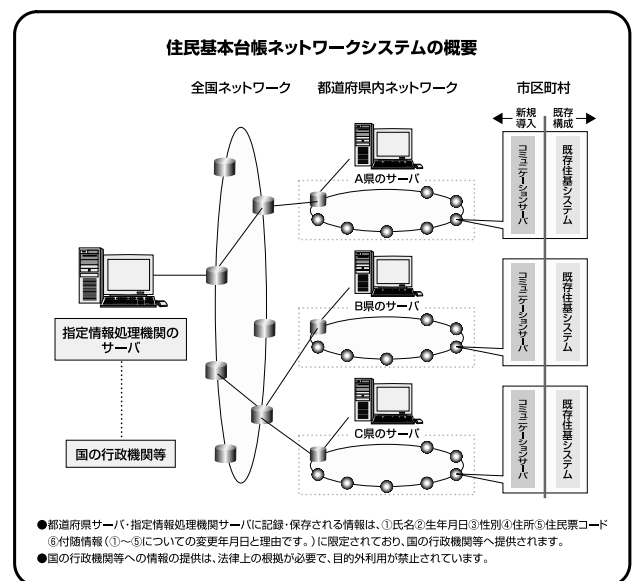 住民基本台帳ネットワークシステムの概要
全国ネットワーク
都道府県内ネットワーク
市区町村
新規
導入
既存
構成
A県のサーバ
コミュニケーションサーバ
既存住基システム
B県のサーバ
コミュニケーションサーバ
既存住基システム
C県のサーバ
コミュニケーションサーバ
既存住基システム
指定情報処理機関の
サーバ
国の行政機関等
●都道府県サーバ・指定情報処理機関サーバに記録・保存される情報は、①氏名②生年月日③性別④住所⑤住民票コード
⑥付随情報(①〜⑤についての変更年月日と理由です。)に限定されており、国の行政機関等へ提供されます。
●国の行政機関等への情報の提供は、法律上の根拠が必要で、目的外利用が禁止されています。